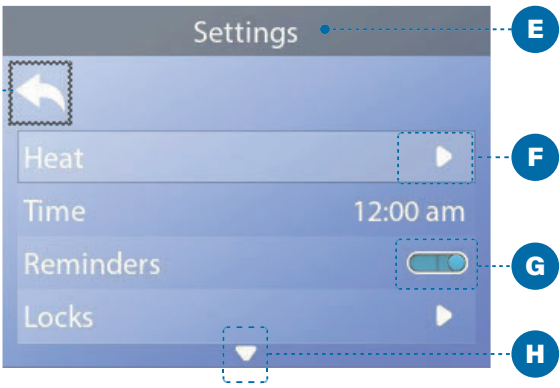 Settings
E
Heat
F
Time 12:00 am
Reminders
G
Locks
H